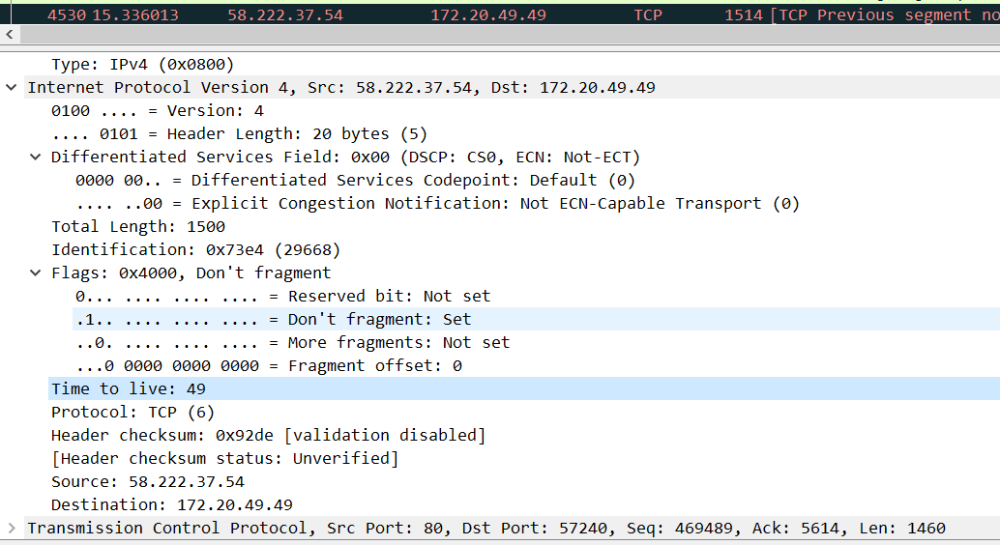 4530 15.336013 58.222.37.54 172.20.49.49 TCP 1514 [TCP Previous segment no
Type: IPv4 (0x0800)
Internet Protocol Version 4, Src: 58.222.37.54, Dst: 172.20.49.49
0100 .... = Version: 4
.... 0101 = Header Length: 20 bytes (5)
Differentiated Services Field: 0x00 (DSCP: CS0, ECN: Not-ECT)
0000 00.. = Differentiated Services Codepoint: Default (0)
.... ..00 = Explicit Congestion Notification: Not ECN-Capable Transport (0)
Total Length: 1500
Identification: 0x73e4 (29668)
Flags: 0x4000, Don't fragment
0... .... .... .... = Reserved bit: Not set
.1.. .... .... .... = Don't fragment: Set
..0. .... .... .... = More fragments: Not set
...0 0000 0000 0000 = Fragment offset: 0
Time to live: 49
Protocol: TCP (6)
Header checksum: 0x92de [validation disabled]
[Header checksum status: Unverified]
Source: 58.222.37.54
Destination: 172.20.49.49
Transmission Control Protocol, Src Port: 80, Dst Port: 57240, Seq: 469489, Ack: 5614, Len: 1460